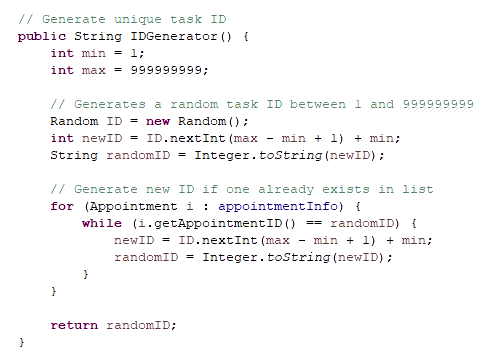 // Generate unique task ID
public String IDGenerator() {
    int min = 1;
    int max = 999999999;

    // Generates a random task ID between 1 and 999999999
    Random ID = new Random();
    int newID = ID.nextInt(max - min + 1) + min;
    String randomID = Integer.toString(newID);

    // Generate new ID if one already exists in list
    for (Appointment i : appointmentInfo) {
        while (i.getAppointmentID() == randomID) {
            newID = ID.nextInt(max - min + 1) + min;
            randomID = Integer.toString(newID);
        }
    }

    return randomID;
}